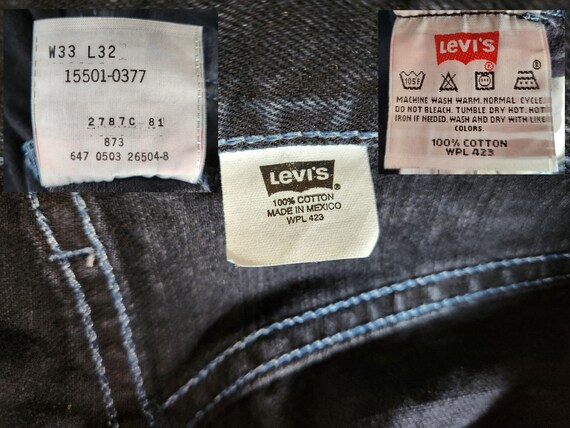 W33 L32
15501-0377
2787C 81
873
647 0503 26504-8
LEVI'S
®
100% COTTON
MADE IN MEXICO
WPL 423
LEVI'S
®
105F
MACHINE WASH WARM. NORMAL CYCLE.
DO NOT BLEACH. TUMBLE DRY HOT. HOT
IRON IF NEEDED. WASH AND DRY WITH LIKE
COLORS.
100% COTTON
WPL 423